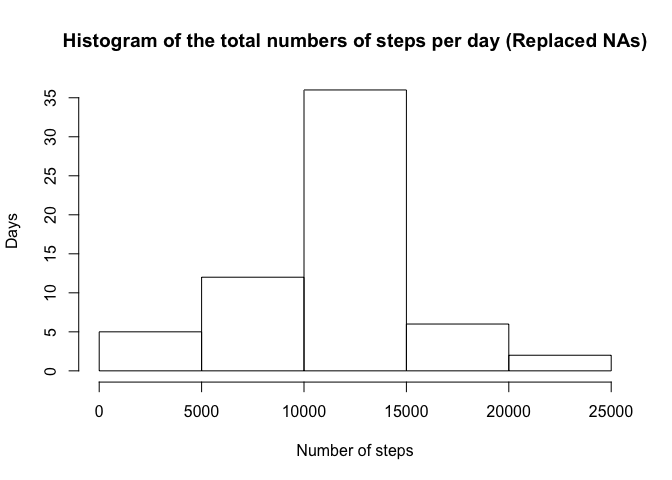 Histogram of the total numbers of steps per day (Replaced NAs)
35
30
25
20
15
10
5
0
Days
0 5000 10000 15000 20000 25000
Number of steps